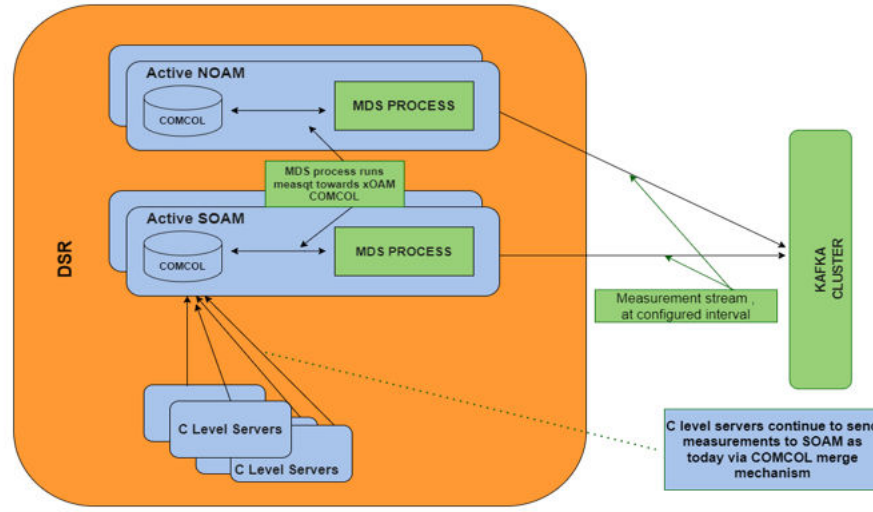 Active NOAM
COMCOL
MDS PROCESS
MDS process runs
measqt towards xOAM
COMCOL
Active SOAM
COMCOL
MDS PROCESS
DSR
Measurement stream ,
at configured interval
KAFKA
CLUSTER
C Level Servers
C Level Servers
C level servers continue to send
measurements to SOAM as
today via COMCOL merge
mechanism